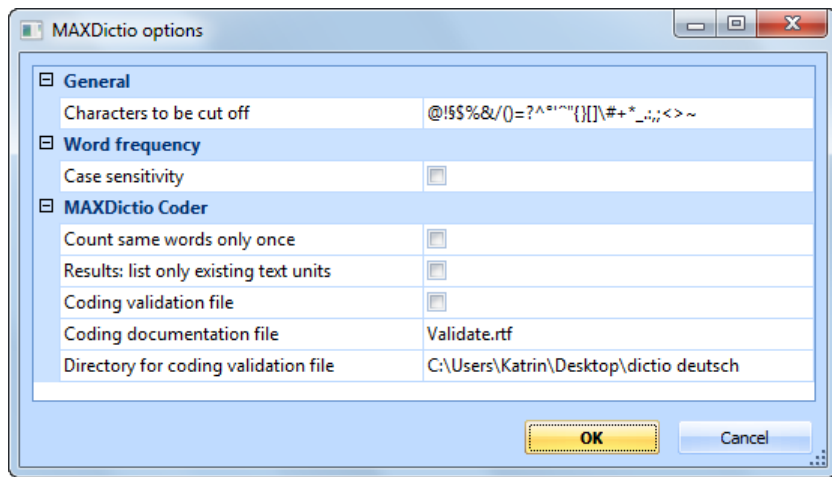 MAXDictio options
General
Characters to be cut off @!§$%&/()=?^°'`"{}[]\#+*_.:,;<>~
Word frequency
Case sensitivity
MAXDictio Coder
Count same words only once
Results: list only existing text units
Coding validation file
Coding documentation file Validate.rtf
Directory for coding validation file C:\Users\Katrin\Desktop\dictio deutsch
OK Cancel